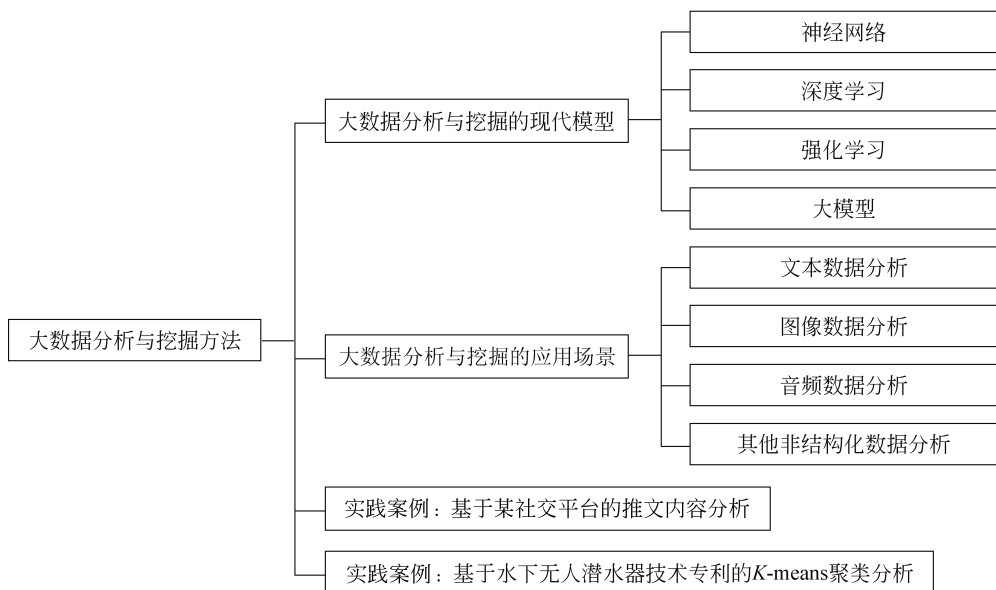 大数据分析与挖掘方法
大数据分析与挖掘的现代模型
神经网络
深度学习
强化学习
大模型
大数据分析与挖掘的应用场景
文本数据分析
图像数据分析
音频数据分析
其他非结构化数据分析
实践案例：基于某社交平台的推文内容分析
实践案例：基于水下无人潜水器技术专利的K-means聚类分析